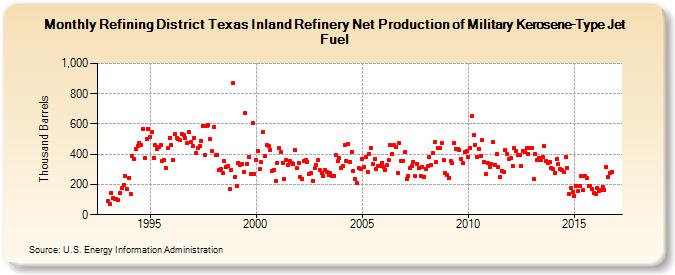 Monthly Refining District Texas Inland Refinery Net Production of Military Kerosene-Type Jet
Fuel
Thousand Barrels
1,000
800
600
400
200
0
1995
2000
2005
2010
2015
Source: U.S. Energy Information Administration